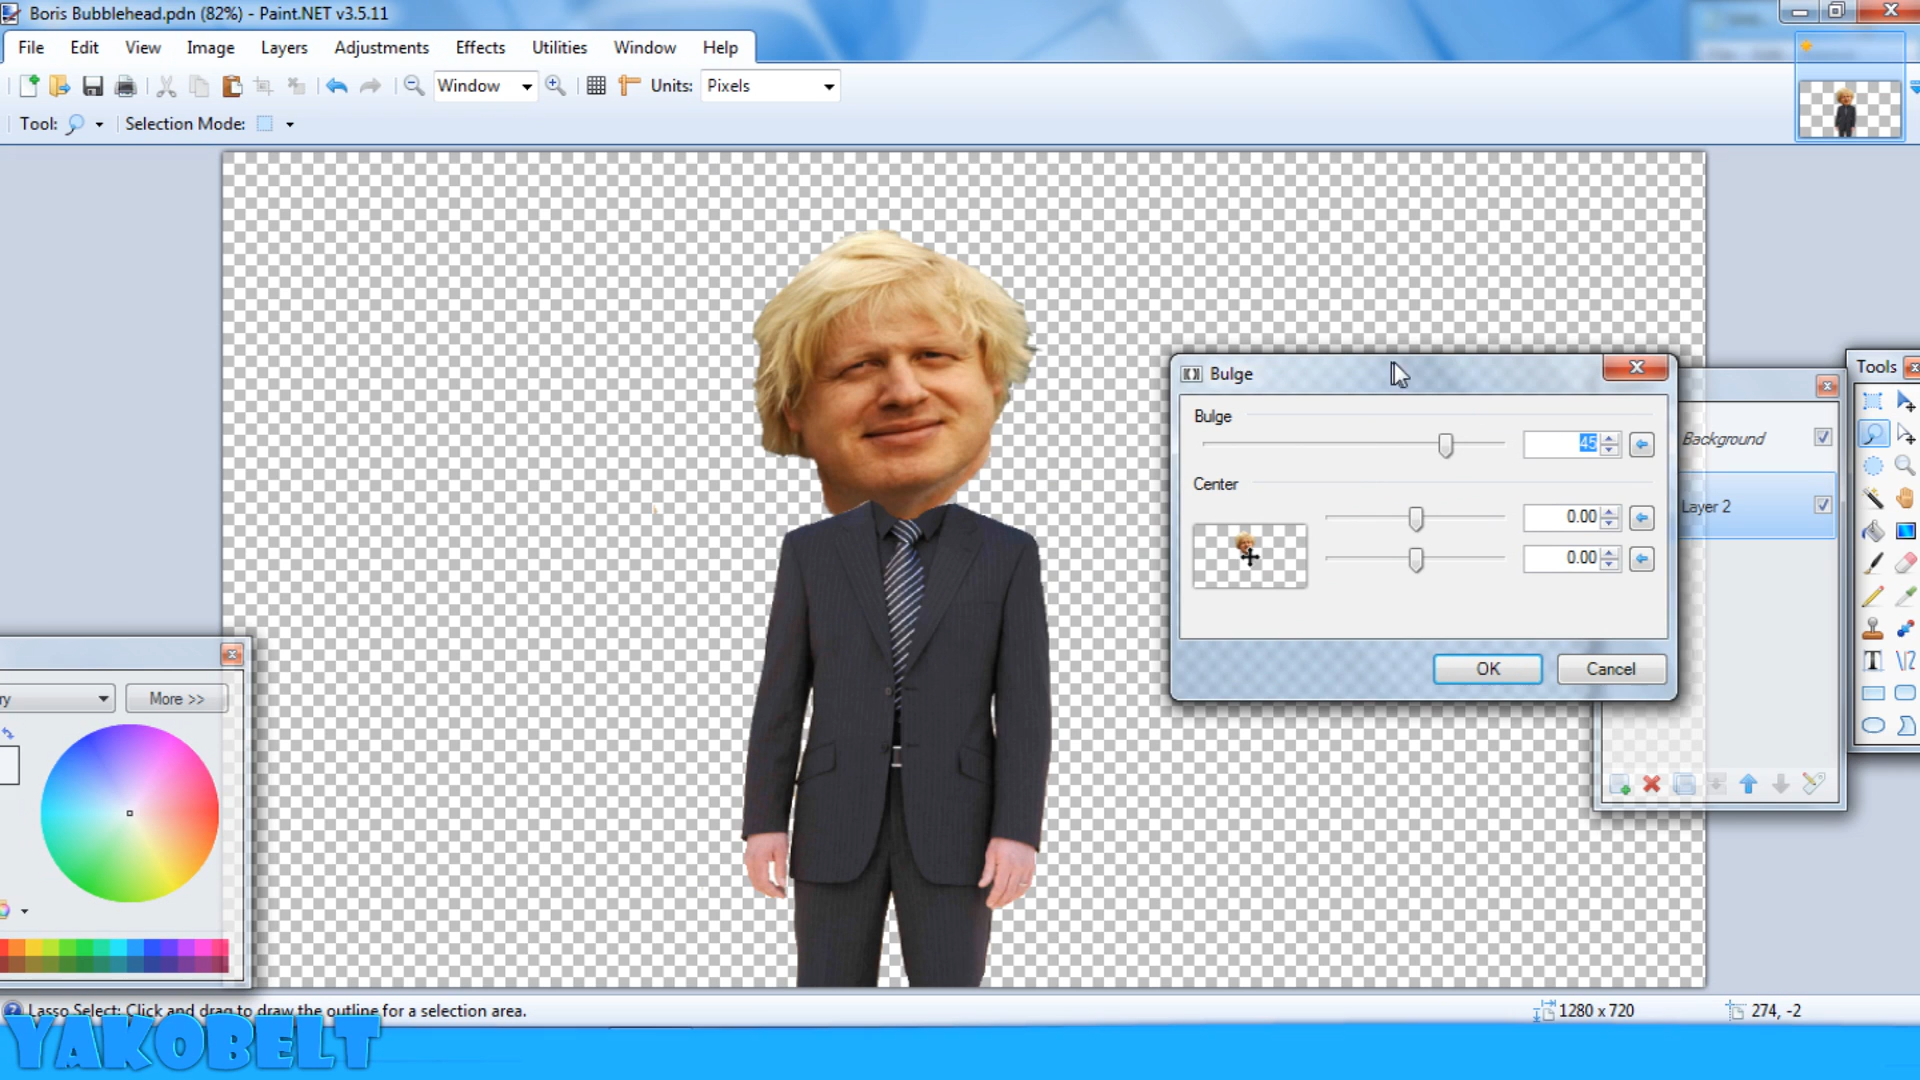 Boris Bubblehead.pdn (82%) - Paint.NET v3.5.11
File Edit View Image Layers Adjustments Effects Utilities Window Help
Window Units: Pixels
Tool: Selection Mode:
Tools
Bulge
Bulge
45
Background
Center
Layer 2
0.00
0.00
OK Cancel
ry More >>
Lasso Select: Click and drag to draw the outline for a selection area. 1280 x 720 274, -2
YAKOBELT